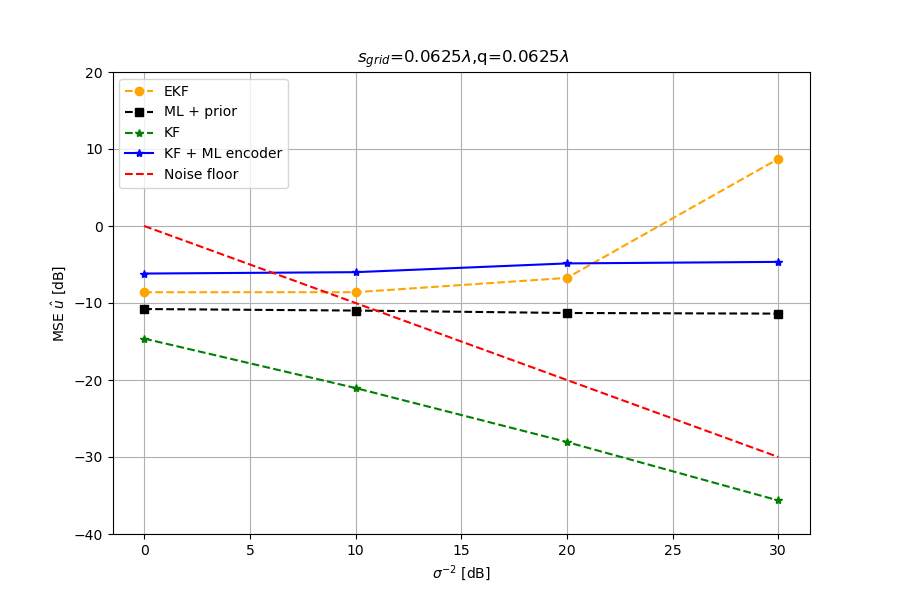 s_grid=0.0625λ,q=0.0625λ
20
10
0
−10
−20
−30
−40
MSE û [dB]
EKF
ML + prior
KF
KF + ML encoder
Noise floor
0 5 10 15 20 25 30
σ⁻² [dB]